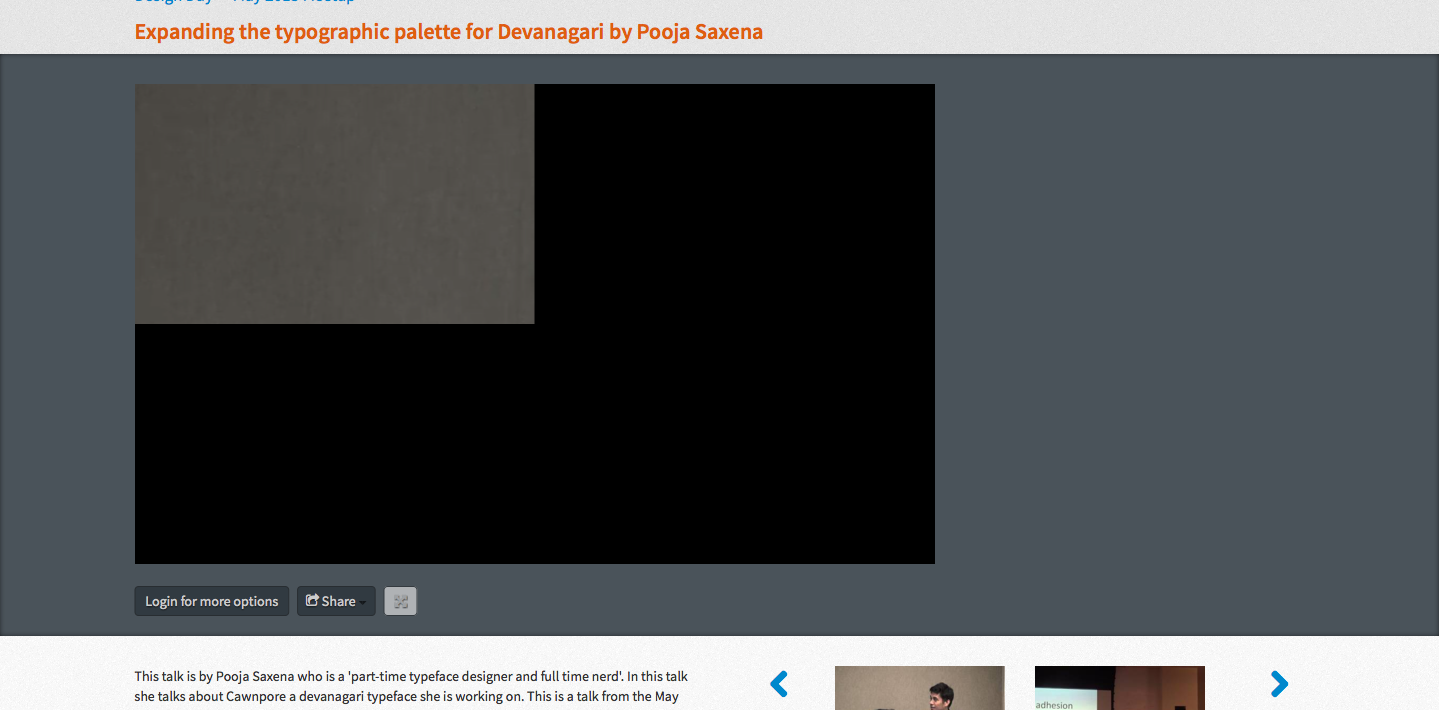 Expanding the typographic palette for Devanagari by Pooja Saxena
Login for more options
Share
This talk is by Pooja Saxena who is a 'part-time typeface designer and full time nerd'. In this talk
she talks about Cawnpore a devanagari typeface she is working on. This is a talk from the May
adhesion